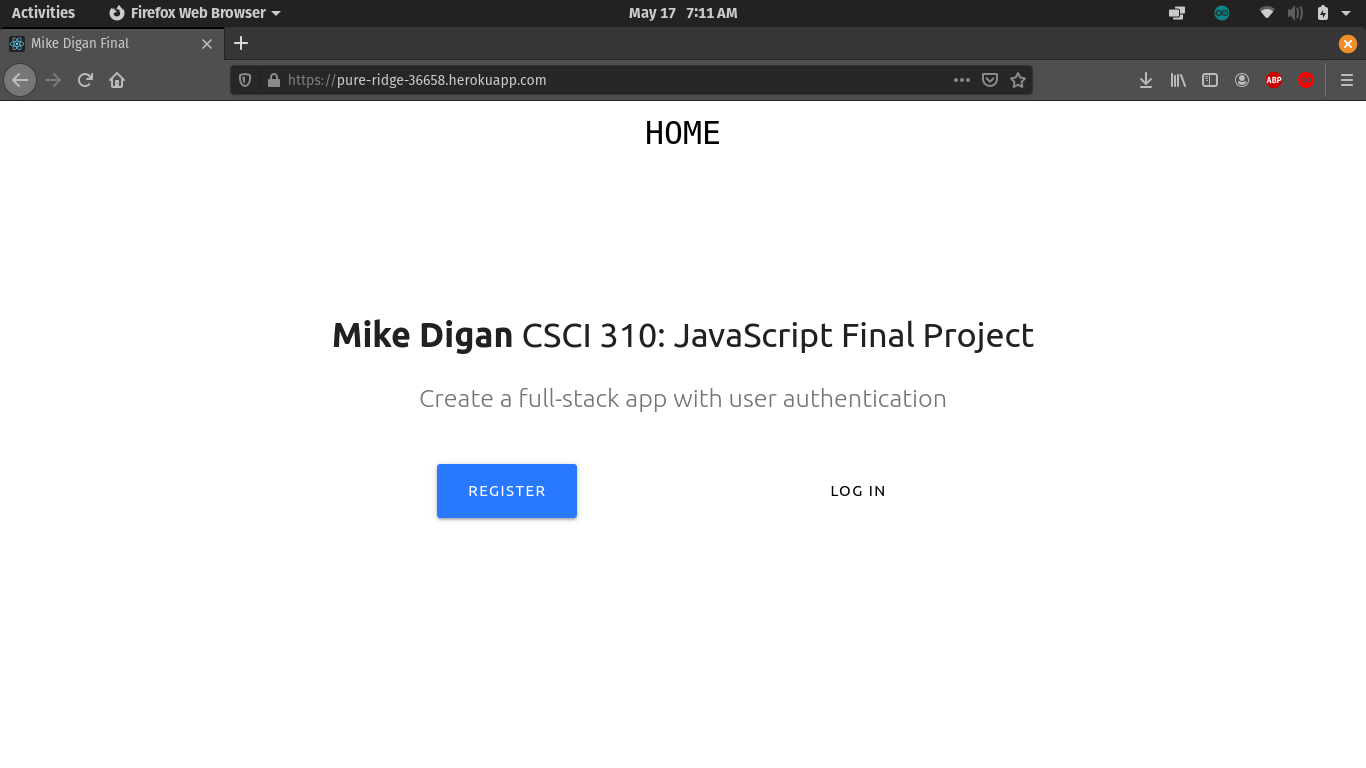 Activities Firefox Web Browser May 17 7:11 AM
Mike Digan Final
https://pure-ridge-36658.herokuapp.com ABP
HOME
Mike Digan CSCI 310: JavaScript Final Project
Create a full-stack app with user authentication
REGISTER LOG IN